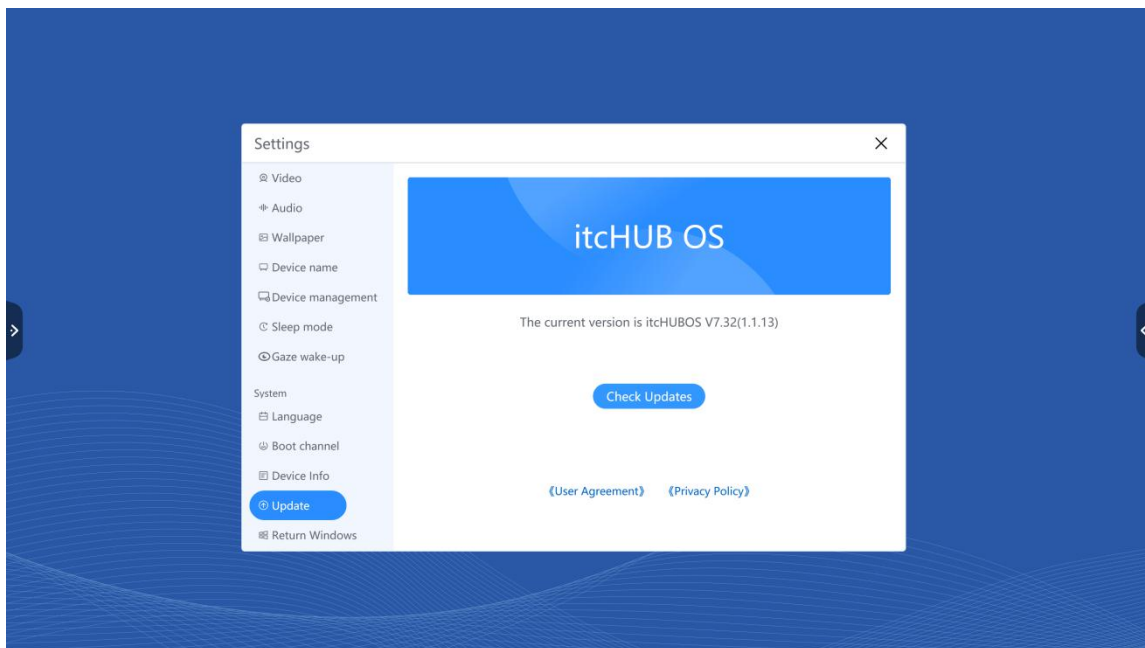 Settings
Video
Audio
Wallpaper
Device name
Device management
Sleep mode
Gaze wake-up
System
Language
Boot channel
Device Info
Update
Return Windows
itcHUB OS
The current version is itcHUBOS V7.32(1.1.13)
Check Updates
《User Agreement》 《Privacy Policy》